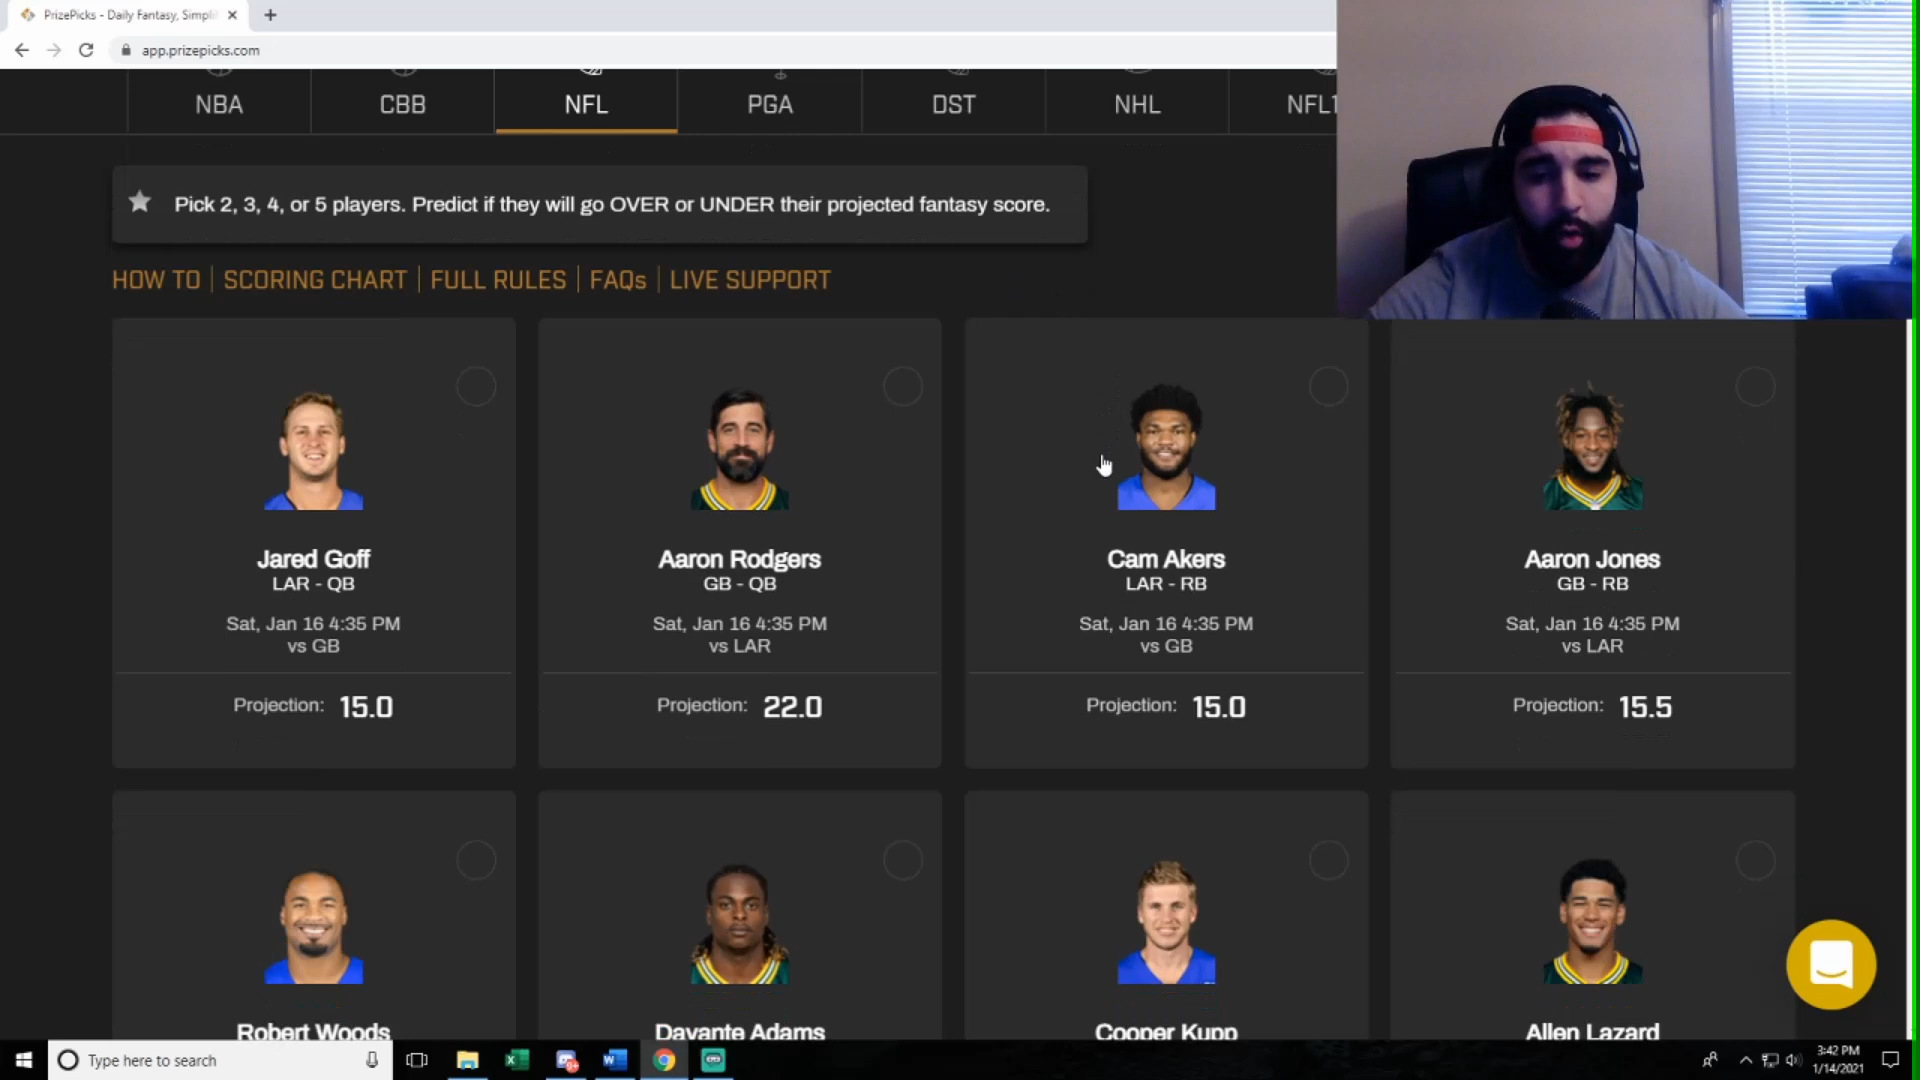 PrizePicks - Daily Fantasy, Simpli
app.prizepicks.com
NBA
CBB
NFL
PGA
DST
NHL
NFL1
Pick 2, 3, 4, or 5 players. Predict if they will go OVER or UNDER their projected fantasy score.
HOW TO | SCORING CHART | FULL RULES | FAQs | LIVE SUPPORT
Jared Goff
LAR - QB
Sat, Jan 16 4:35 PM
vs GB
Projection: 15.0
Aaron Rodgers
GB - QB
Sat, Jan 16 4:35 PM
vs LAR
Projection: 22.0
Cam Akers
LAR - RB
Sat, Jan 16 4:35 PM
vs GB
Projection: 15.0
Aaron Jones
GB - RB
Sat, Jan 16 4:35 PM
vs LAR
Projection: 15.5
Robert Woods
Davante Adams
Cooper Kupp
Allen Lazard
Type here to search
3:42 PM
1/14/2021